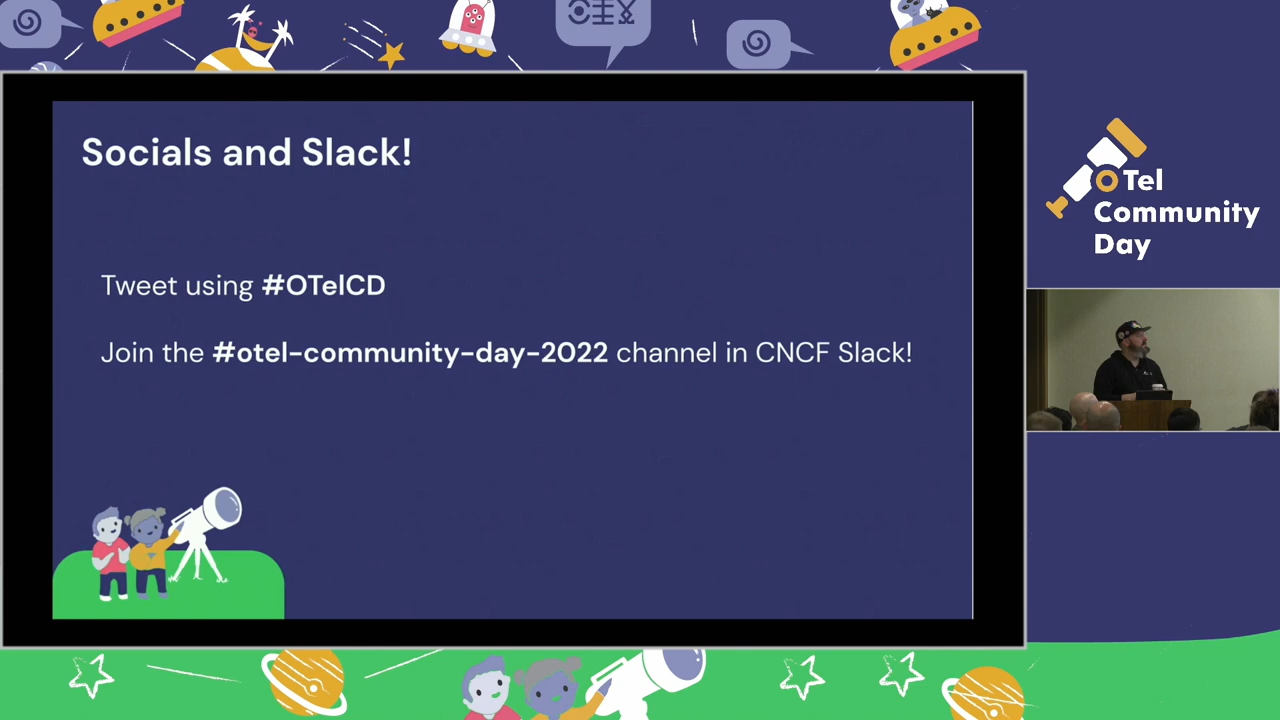 Socials and Slack!
Tweet using #OTelCD
Join the #otel-community-day-2022 channel in CNCF Slack!
OTel
Community
Day